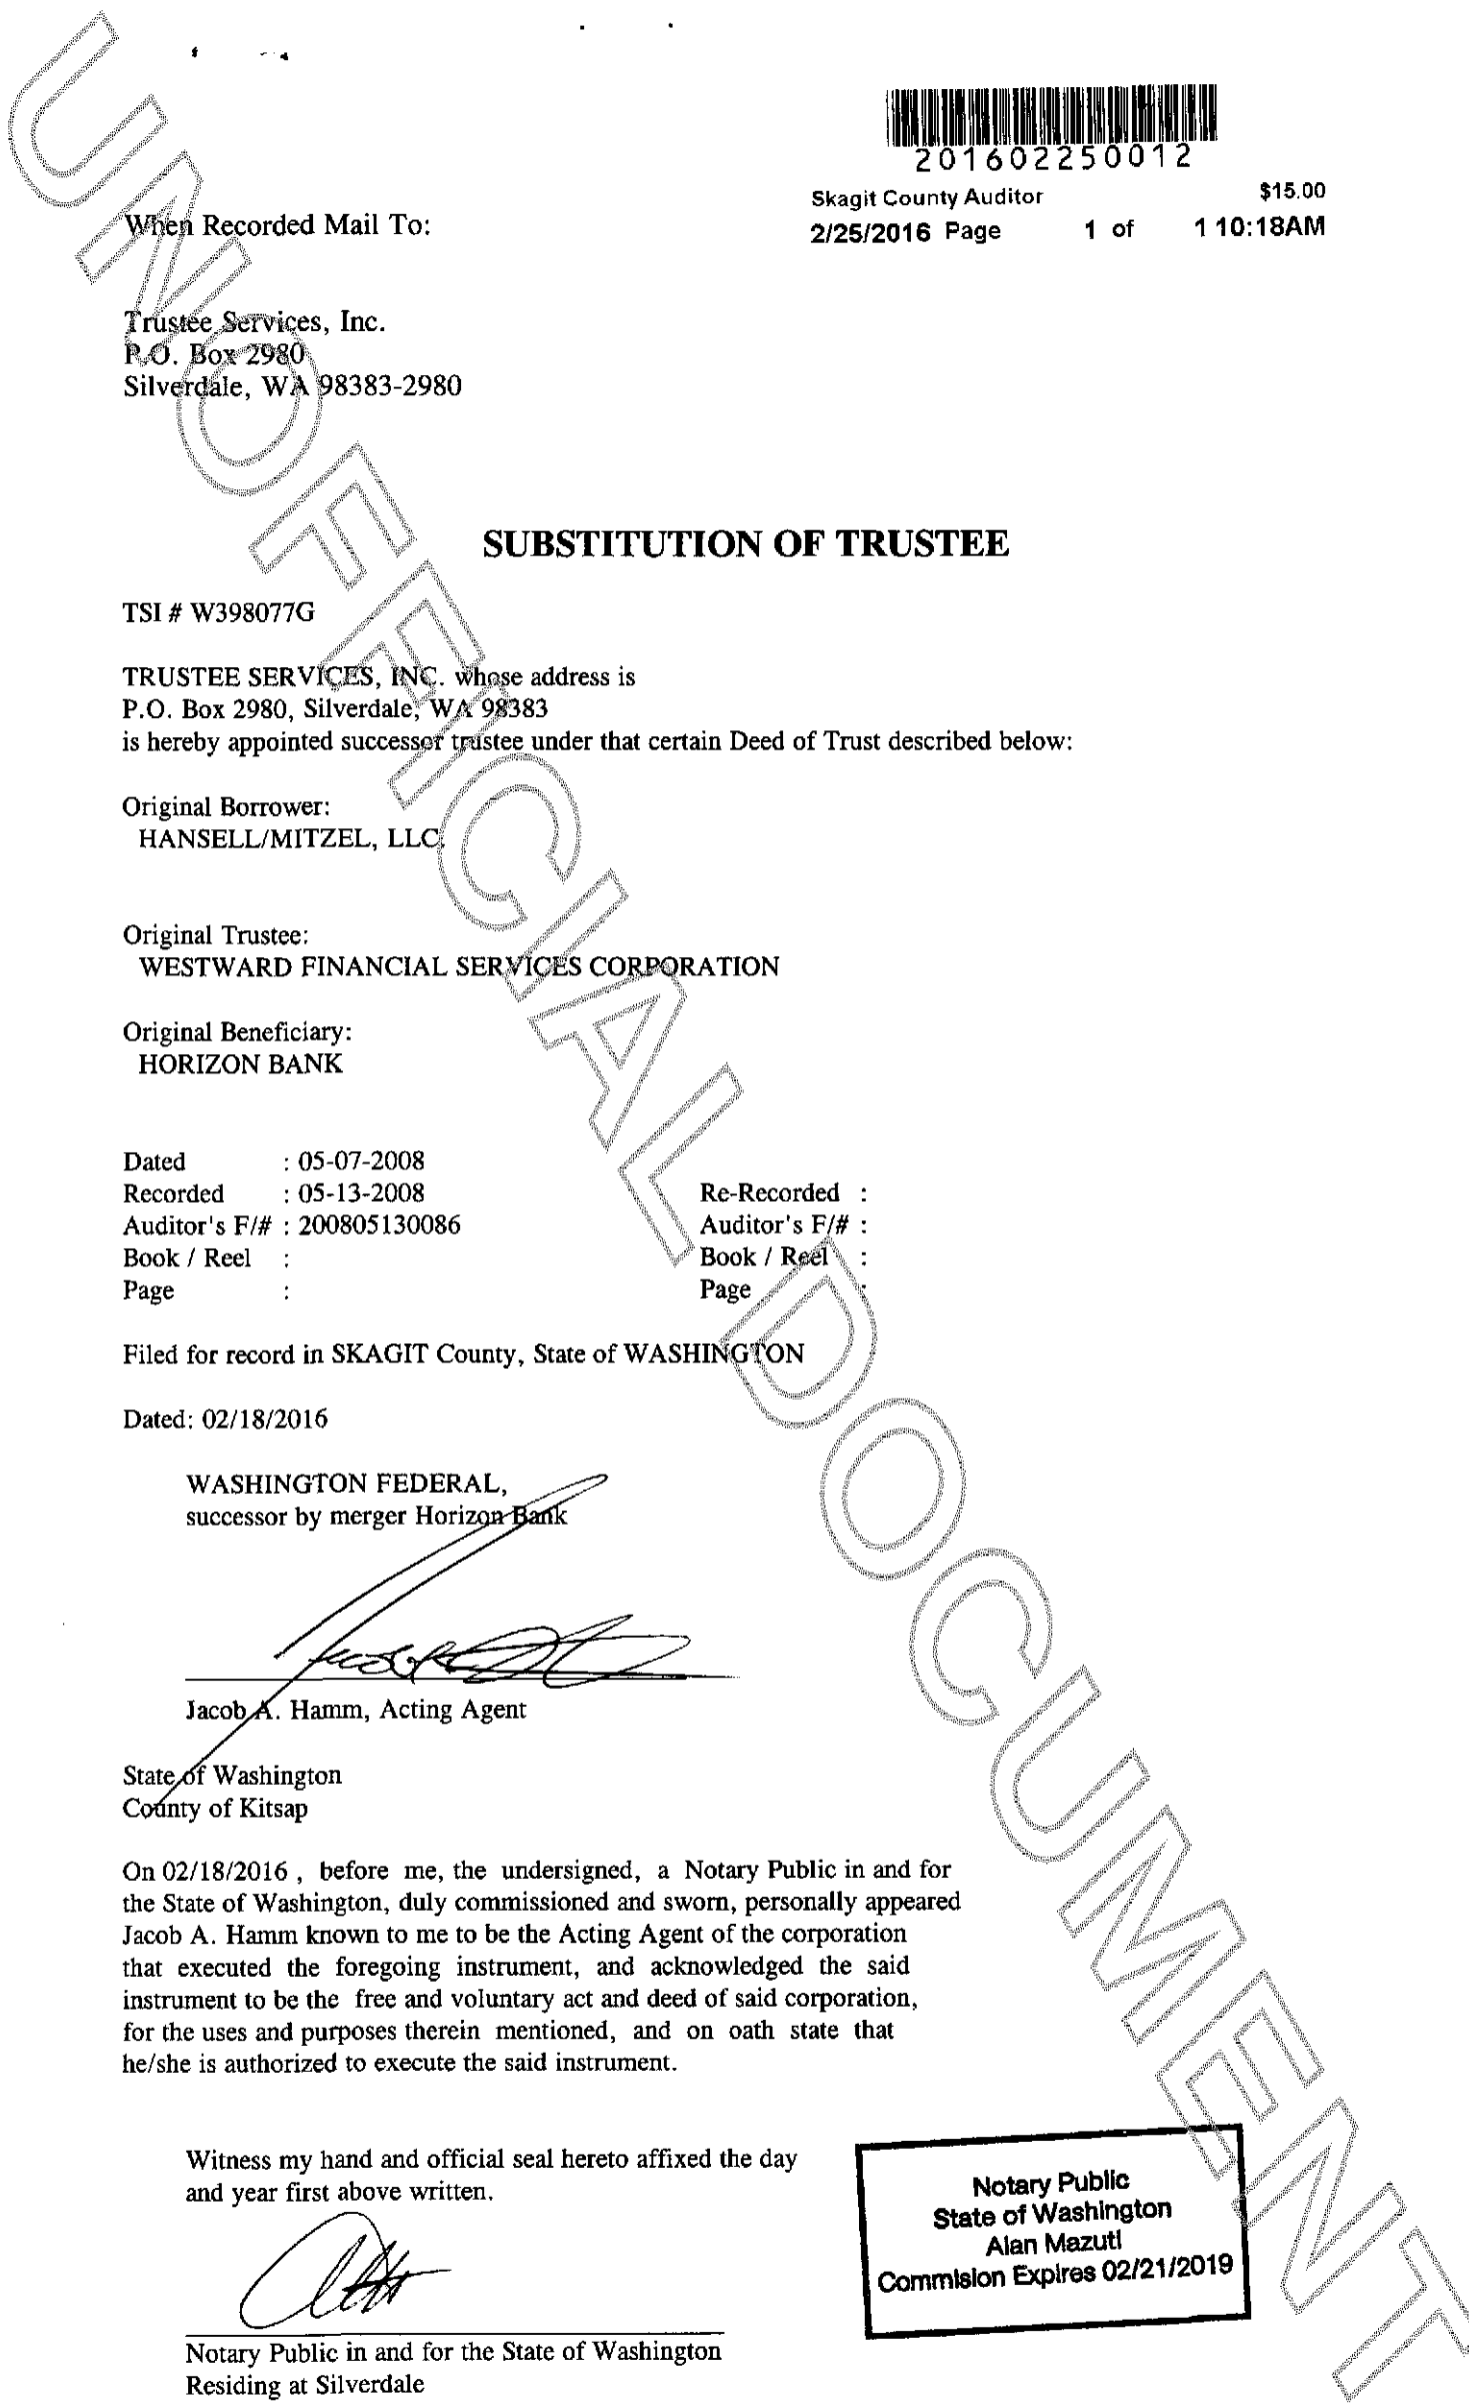 201602250012
Skagit County Auditor $15.00
2/25/2016 Page 1 of 1 10:18AM
When Recorded Mail To:
Trustee Services, Inc.
P.O. Box 2980
Silverdale, WA 98383-2980
SUBSTITUTION OF TRUSTEE
TSI # W398077G
TRUSTEE SERVICES, INC. whose address is
P.O. Box 2980, Silverdale, WA 98383
is hereby appointed successor trustee under that certain Deed of Trust described below:
Original Borrower:
HANSELL/MITZEL, LLC.
Original Trustee:
WESTWARD FINANCIAL SERVICES CORPORATION
Original Beneficiary:
HORIZON BANK
Dated : 05-07-2008
Recorded : 05-13-2008 Re-Recorded :
Auditor's F/# : 200805130086 Auditor's F/# :
Book / Reel : Book / Reel :
Page : Page :
Filed for record in SKAGIT County, State of WASHINGTON
Dated: 02/18/2016
WASHINGTON FEDERAL,
successor by merger Horizon Bank
Jacob A. Hamm, Acting Agent
State of Washington
County of Kitsap
On 02/18/2016 , before me, the undersigned, a Notary Public in and for
the State of Washington, duly commissioned and sworn, personally appeared
Jacob A. Hamm known to me to be the Acting Agent of the corporation
that executed the foregoing instrument, and acknowledged the said
instrument to be the free and voluntary act and deed of said corporation,
for the uses and purposes therein mentioned, and on oath state that
he/she is authorized to execute the said instrument.
Witness my hand and official seal hereto affixed the day
and year first above written.
Notary Public
State of Washington
Alan Mazuti
Commision Expires 02/21/2019
Notary Public in and for the State of Washington
Residing at Silverdale
UNOFFICIAL DOCUMENT